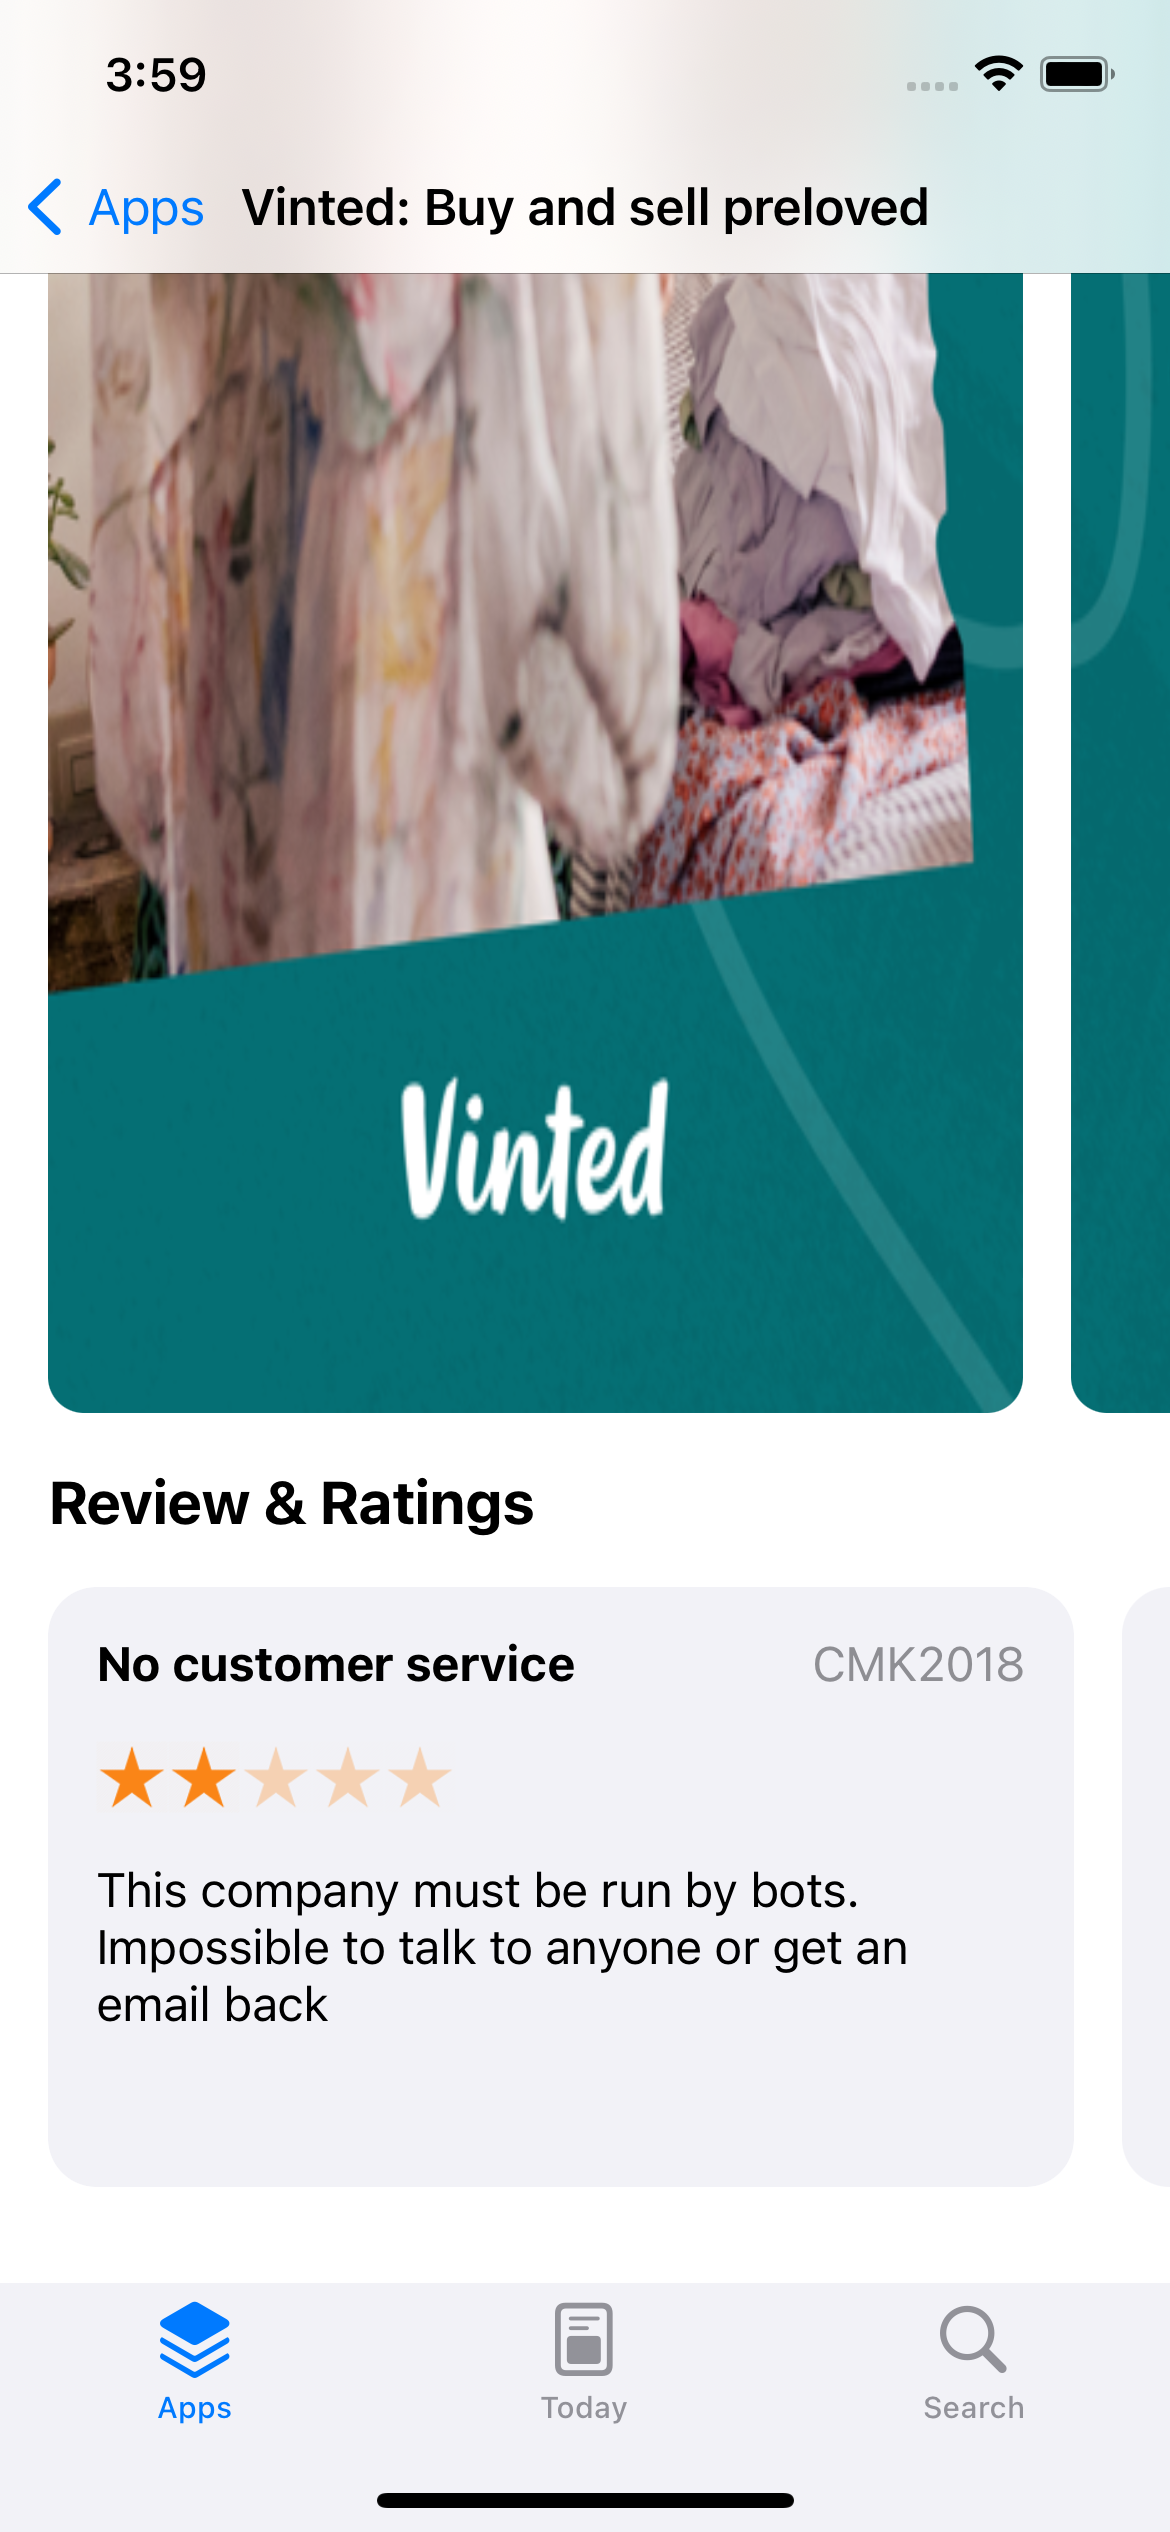 3:59
Apps Vinted: Buy and sell preloved
Vinted
Review & Ratings
No customer service CMK2018
This company must be run by bots.
Impossible to talk to anyone or get an
email back
Apps Today Search